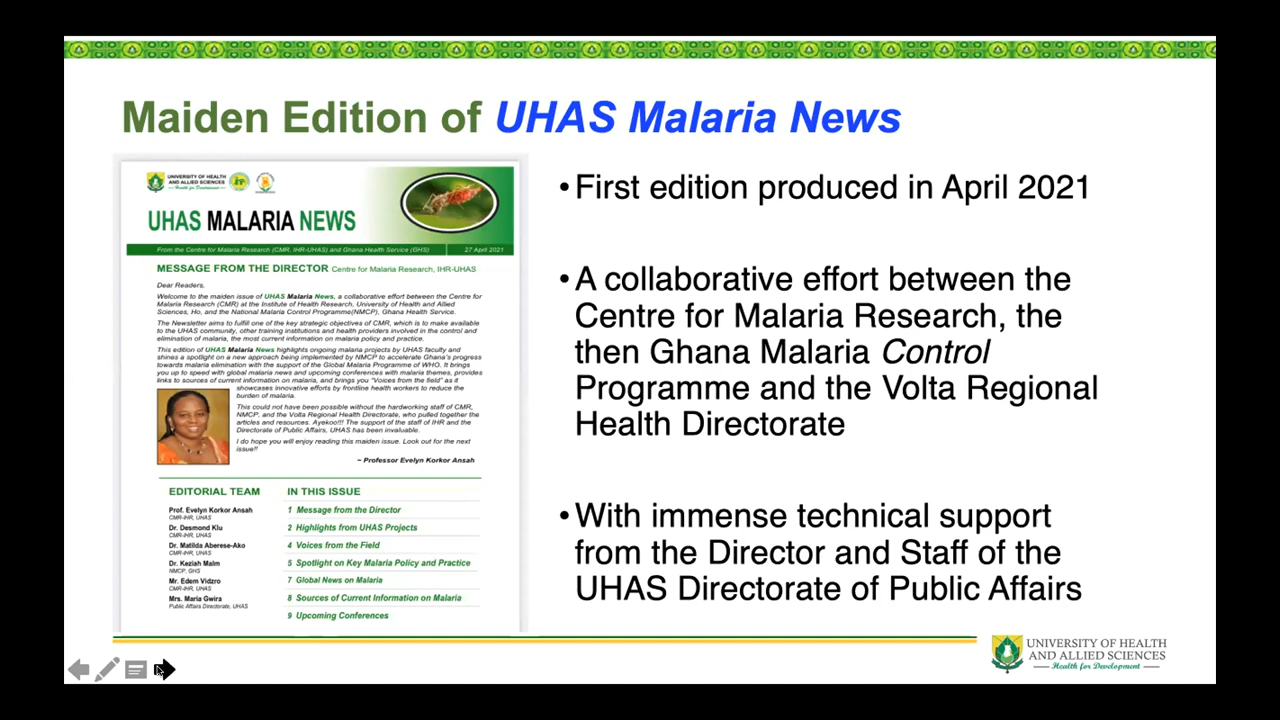 Maiden Edition of UHAS Malaria News
UNIVERSITY OF HEALTH
AND ALLIED SCIENCES
Health for Development
UHAS MALARIA NEWS
From the Centre for Malaria Research (CMR, IHR-UHAS) and Ghana Health Service (GHS)
27 April 2021
MESSAGE FROM THE DIRECTOR Centre for Malaria Research, IHR-UHAS
Dear Readers,
Welcome to the maiden issue of UHAS Malaria News, a collaborative effort between the Centre for
Malaria Research (CMR) at the Institute of Health Research, University of Health and Allied
Sciences, Ho, and the National Malaria Control Programme(NMCP), Ghana Health Service.
The Newsletter aims to fulfill one of the key strategic objectives of CMR, which is to make available
to the UHAS community, other training institutions and health providers involved in the control and
elimination of malaria, the most current information on malaria policy and practice.
This edition of UHAS Malaria News highlights ongoing malaria projects by UHAS faculty and
shines a spotlight on a new approach being implemented by NMCP to accelerate Ghana's progress
towards malaria elimination with the support of the Global Malaria Programme of WHO. It brings
you up to speed with global malaria news and upcoming conferences with malaria themes, provides
links to sources of current information on malaria, and brings you "Voices from the field" as it
showcases innovative efforts by frontline health workers to reduce the
burden of malaria.
This could not have been possible without the hardworking staff of CMR,
NMCP, and the Volta Regional Health Directorate, who pulled together the
articles and resources. Ayekoo!!! The support of the staff of IHR and the
Directorate of Public Affairs, UHAS has been invaluable.
I do hope you will enjoy reading this maiden issue. Look out for the next
issue!!
~ Professor Evelyn Korkor Ansah
EDITORIAL TEAM
Prof. Evelyn Korkor Ansah
CMR-IHR, UHAS
Dr. Desmond Klu
CMR-IHR, UHAS
Dr. Matilda Aberese-Ako
CMR-IHR, UHAS
Dr. Keziah Malm
NMCP, GHS
Mr. Edem Vidzro
CMR-IHR, UHAS
Mrs. Maria Gwira
Public Affairs Directorate, UHAS
IN THIS ISSUE
1 Message from the Director
2 Highlights from UHAS Projects
4 Voices from the Field
5 Spotlight on Key Malaria Policy and Practice
7 Global News on Malaria
8 Sources of Current Information on Malaria
9 Upcoming Conferences
•First edition produced in April 2021
•A collaborative effort between the
Centre for Malaria Research, the
then Ghana Malaria Control
Programme and the Volta Regional
Health Directorate
•With immense technical support
from the Director and Staff of the
UHAS Directorate of Public Affairs
UNIVERSITY OF HEALTH
AND ALLIED SCIENCES
Health for Development